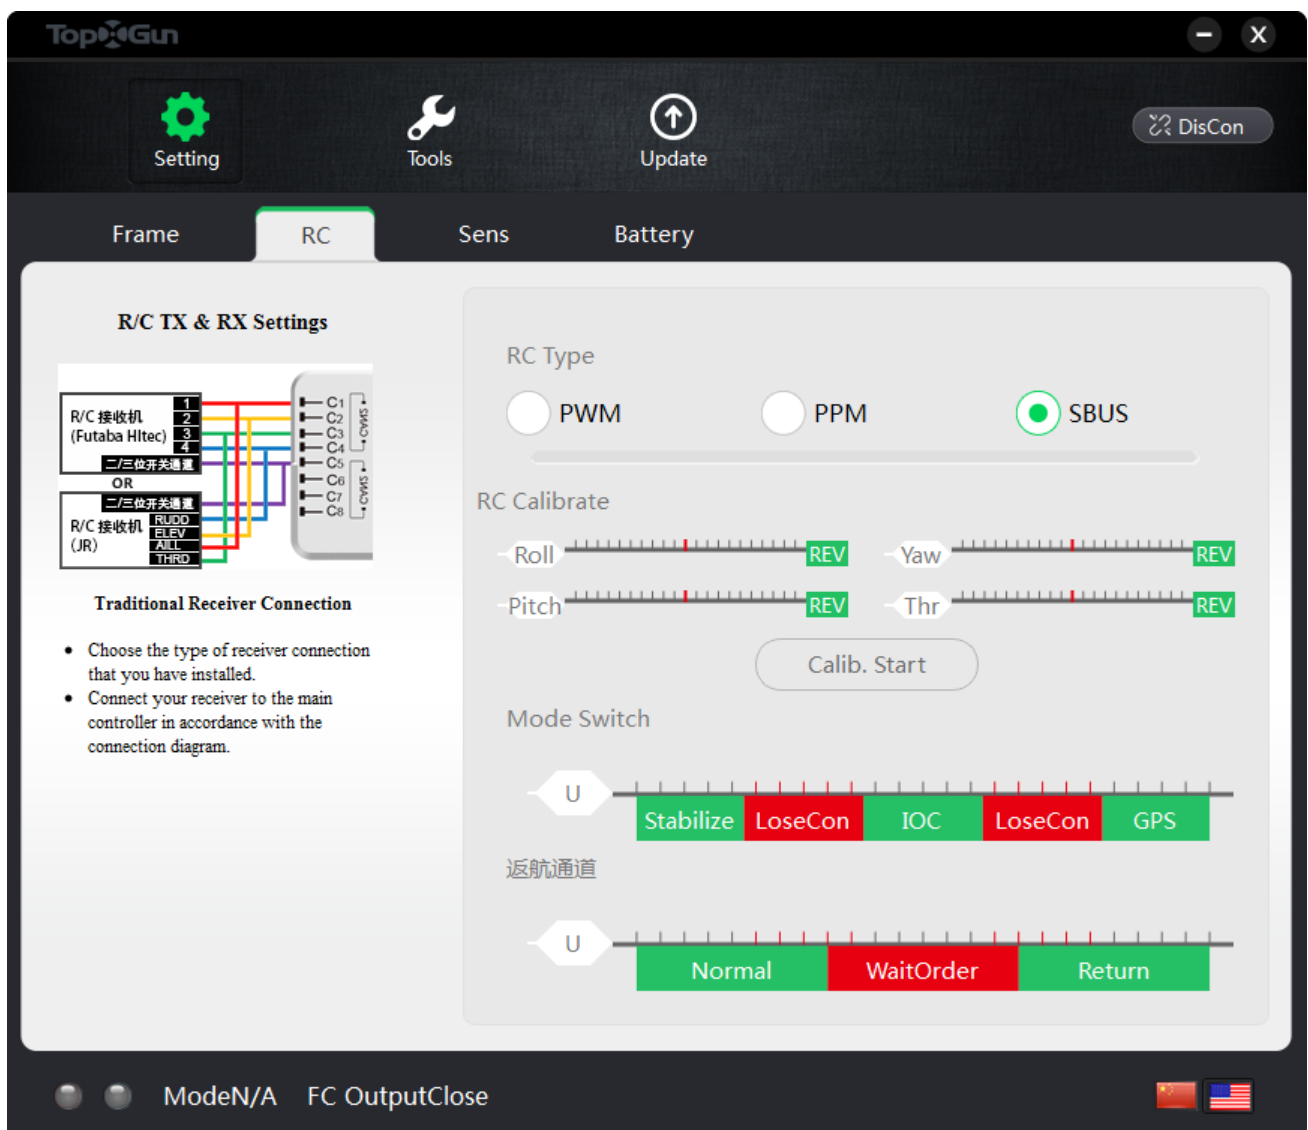 TopXGun
Setting
Tools
Update
DisCon
Frame
RC
Sens
Battery
R/C TX & RX Settings
R/C 接收机
(Futaba HItec)
1
2
3
4
二/三位开关通道
OR
二/三位开关通道
R/C 接收机
(JR)
RUDD
ELEV
AILL
THRD
C1
C2
C3
C4
C5
C6
C7
C8
Traditional Receiver Connection
• Choose the type of receiver connection
that you have installed.
• Connect your receiver to the main
controller in accordance with the
connection diagram.
RC Type
PWM
PPM
SBUS
RC Calibrate
Roll
REV
Yaw
REV
Pitch
REV
Thr
REV
Calib. Start
Mode Switch
U
Stabilize
LoseCon
IOC
LoseCon
GPS
返航通道
U
Normal
WaitOrder
Return
ModeN/A
FC OutputClose